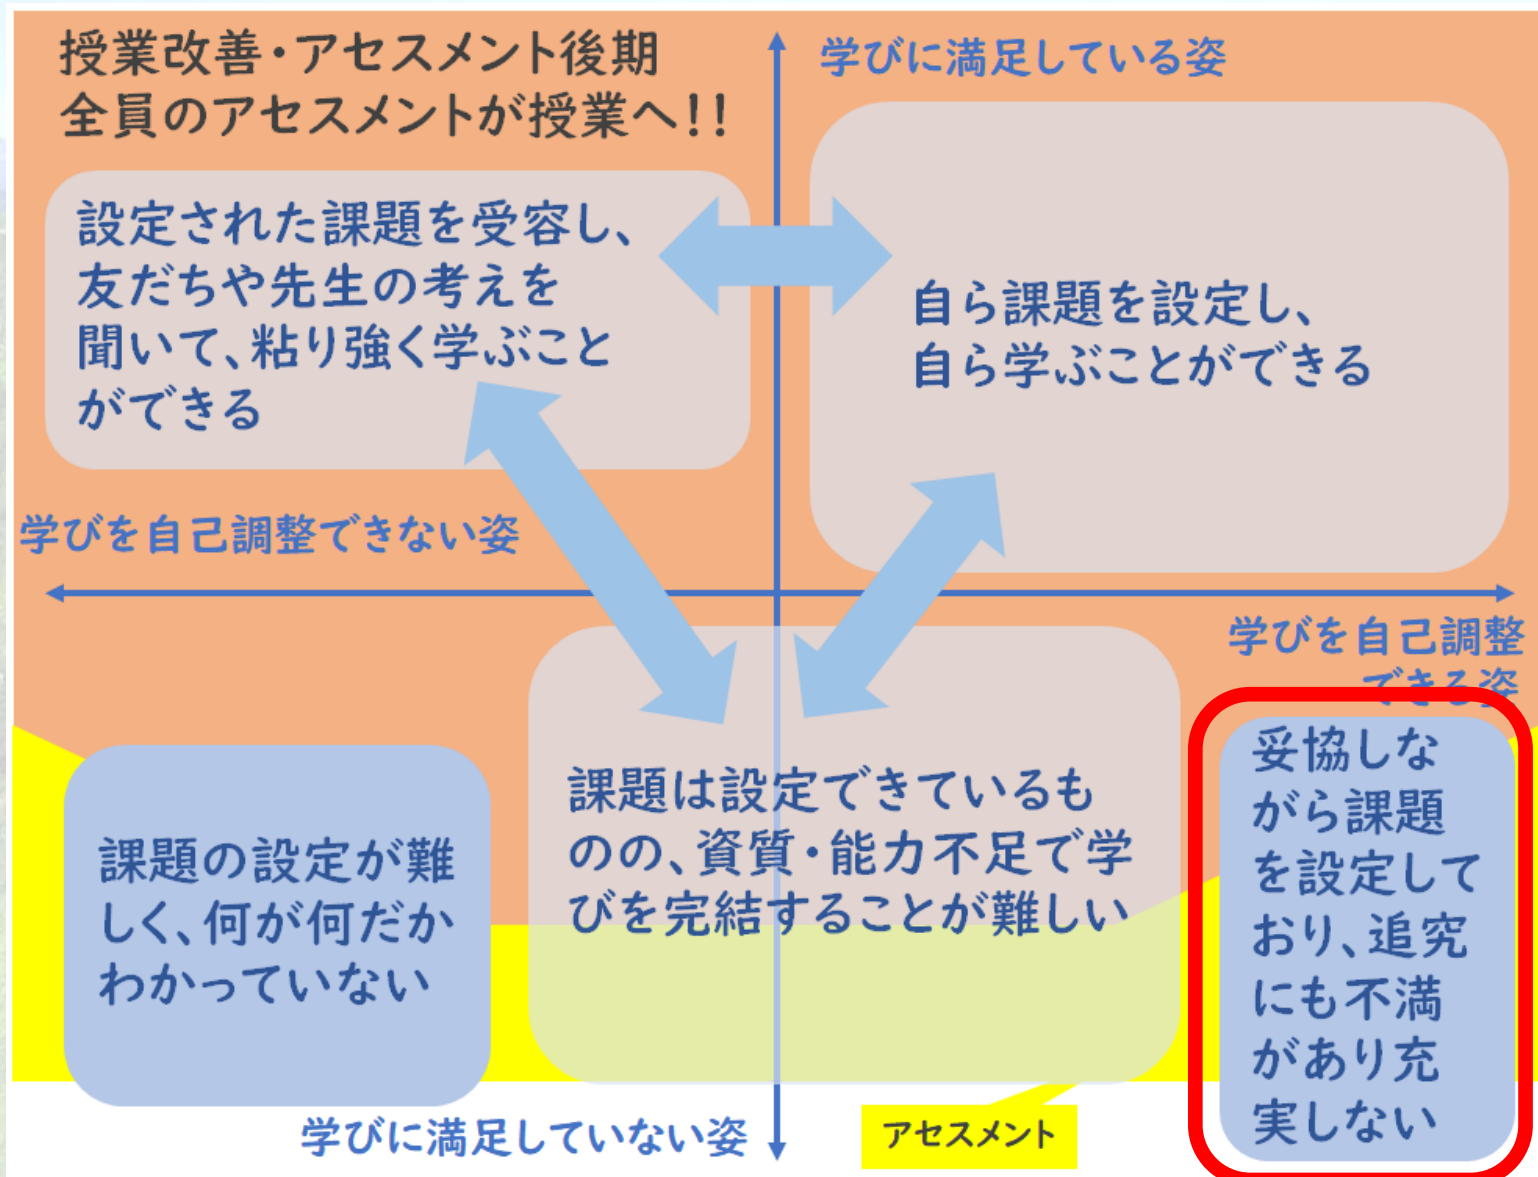 授業改善・アセスメント後期
全員のアセスメントが授業へ!!
学びに満足している姿
設定された課題を受容し、
友だちや先生の考えを
聞いて、粘り強く学ぶこと
ができる
自ら課題を設定し、
自ら学ぶことができる
学びを自己調整できない姿
学びを自己調整
できる姿
課題の設定が難
しく、何が何だか
わかっていない
課題は設定できているも
のの、資質・能力不足で学
びを完結することが難しい
妥協しな
がら課題
を設定して
おり、追究
にも不満
があり充
実しない
学びに満足していない姿
アセスメント